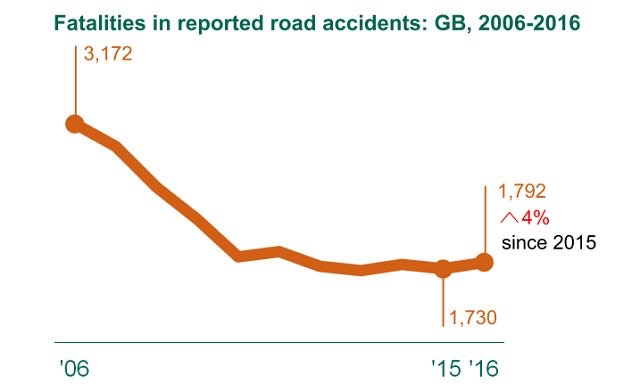 Fatalities in reported road accidents: GB, 2006-2016
3,172
1,792
4%
since 2015
1,730
'06 '15 '16